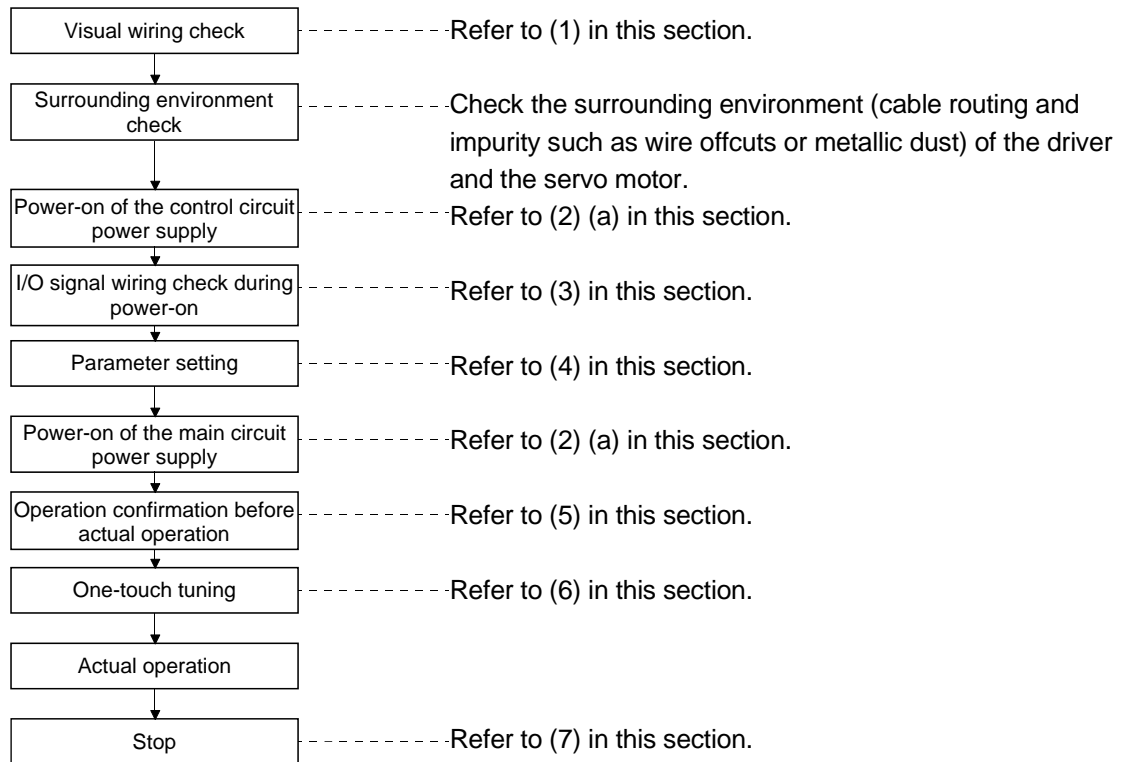 Visual wiring check
Refer to (1) in this section.
Surrounding environment
check
Check the surrounding environment (cable routing and
impurity such as wire offcuts or metallic dust) of the driver
and the servo motor.
Power-on of the control circuit
power supply
Refer to (2) (a) in this section.
I/O signal wiring check during
power-on
Refer to (3) in this section.
Parameter setting
Refer to (4) in this section.
Power-on of the main circuit
power supply
Refer to (2) (a) in this section.
Operation confirmation before
actual operation
Refer to (5) in this section.
One-touch tuning
Refer to (6) in this section.
Actual operation
Stop
Refer to (7) in this section.